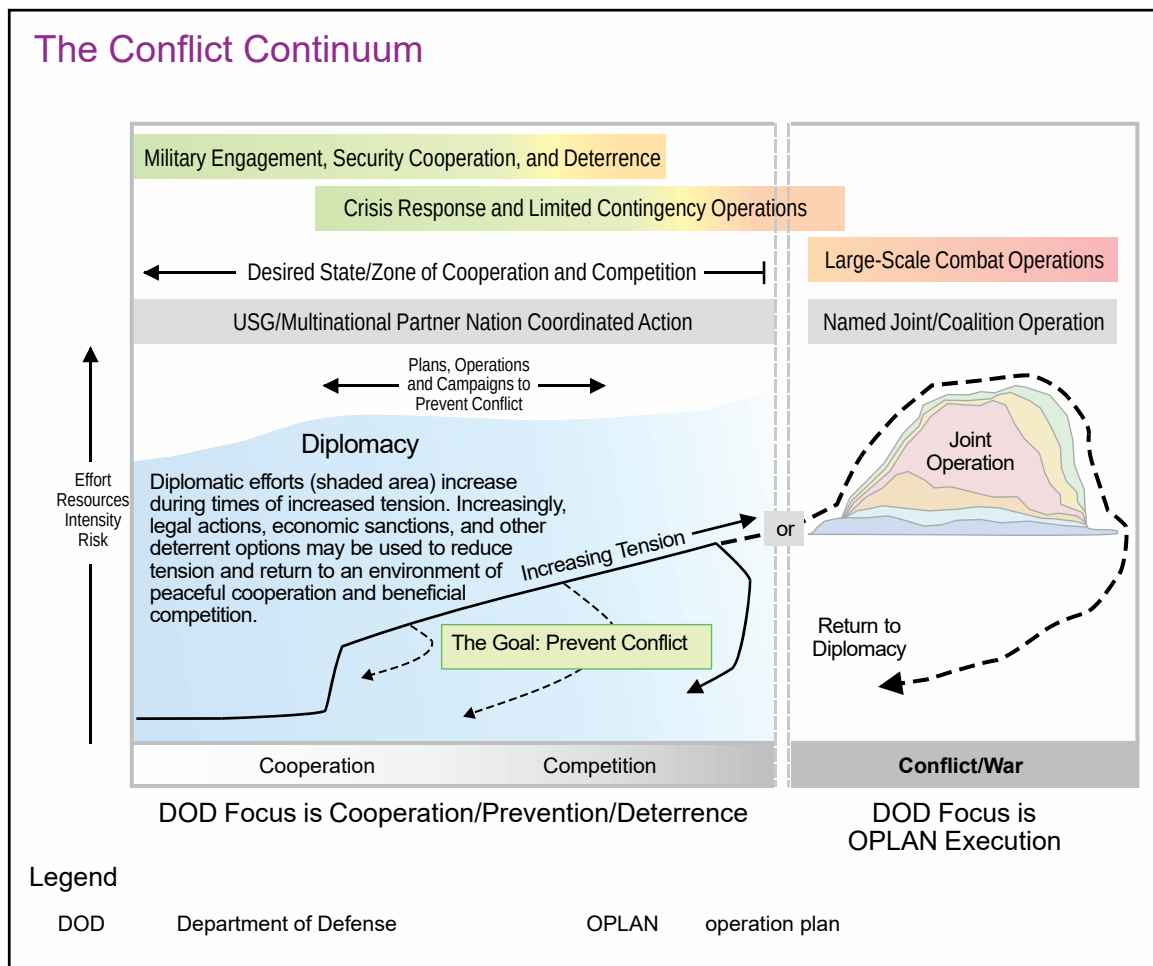 The Conflict Continuum
Military Engagement, Security Cooperation, and Deterrence
Crisis Response and Limited Contingency Operations
Large-Scale Combat Operations
Desired State/Zone of Cooperation and Competition
USG/Multinational Partner Nation Coordinated Action
Named Joint/Coalition Operation
Plans, Operations
and Campaigns to
Prevent Conflict
Effort
Resources
Intensity
Risk
Diplomacy
Diplomatic efforts (shaded area) increase
during times of increased tension. Increasingly,
legal actions, economic sanctions, and other
deterrent options may be used to reduce
tension and return to an environment of
peaceful cooperation and beneficial
competition.
Increasing Tension
or
Joint
Operation
The Goal: Prevent Conflict
Return to
Diplomacy
Cooperation
Competition
Conflict/War
DOD Focus is Cooperation/Prevention/Deterrence
DOD Focus is
OPLAN Execution
Legend
DOD Department of Defense
OPLAN operation plan